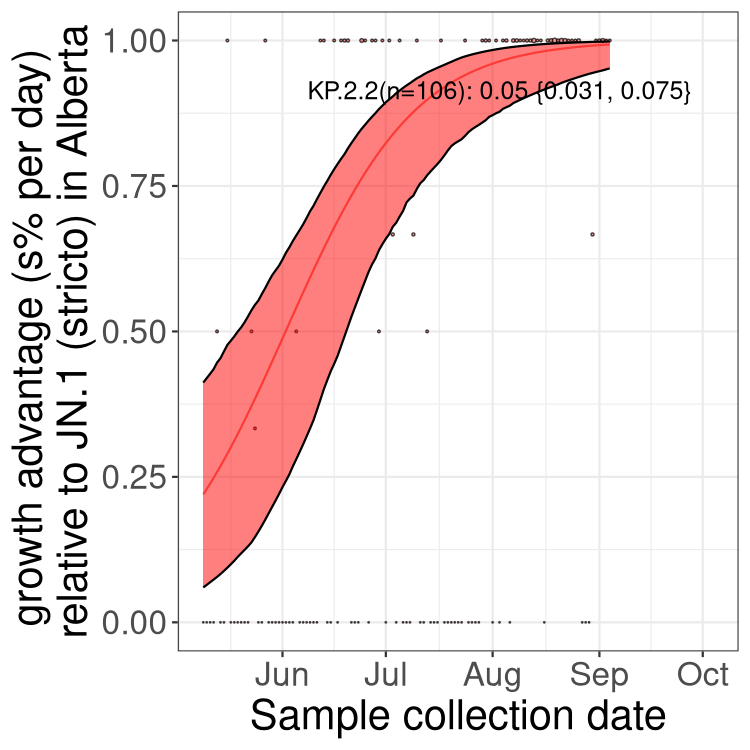 growth advantage (s% per day)
relative to JN.1 (stricto) in Alberta
1.00
0.75
0.50
0.25
0.00
KP.2.2(n=106): 0.05 {0.031, 0.075}
Jun Jul Aug Sep Oct
Sample collection date